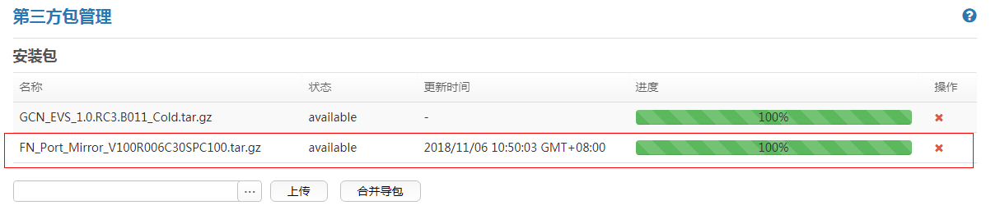 第三方包管理
安装包
名称 状态 更新时间 进度 操作
GCN_EVS_1.0.RC3.B011_Cold.tar.gz available - 100%
FN_Port_Mirror_V100R006C30SPC100.tar.gz available 2018/11/06 10:50:03 GMT+08:00 100%
... 上传 合并导包